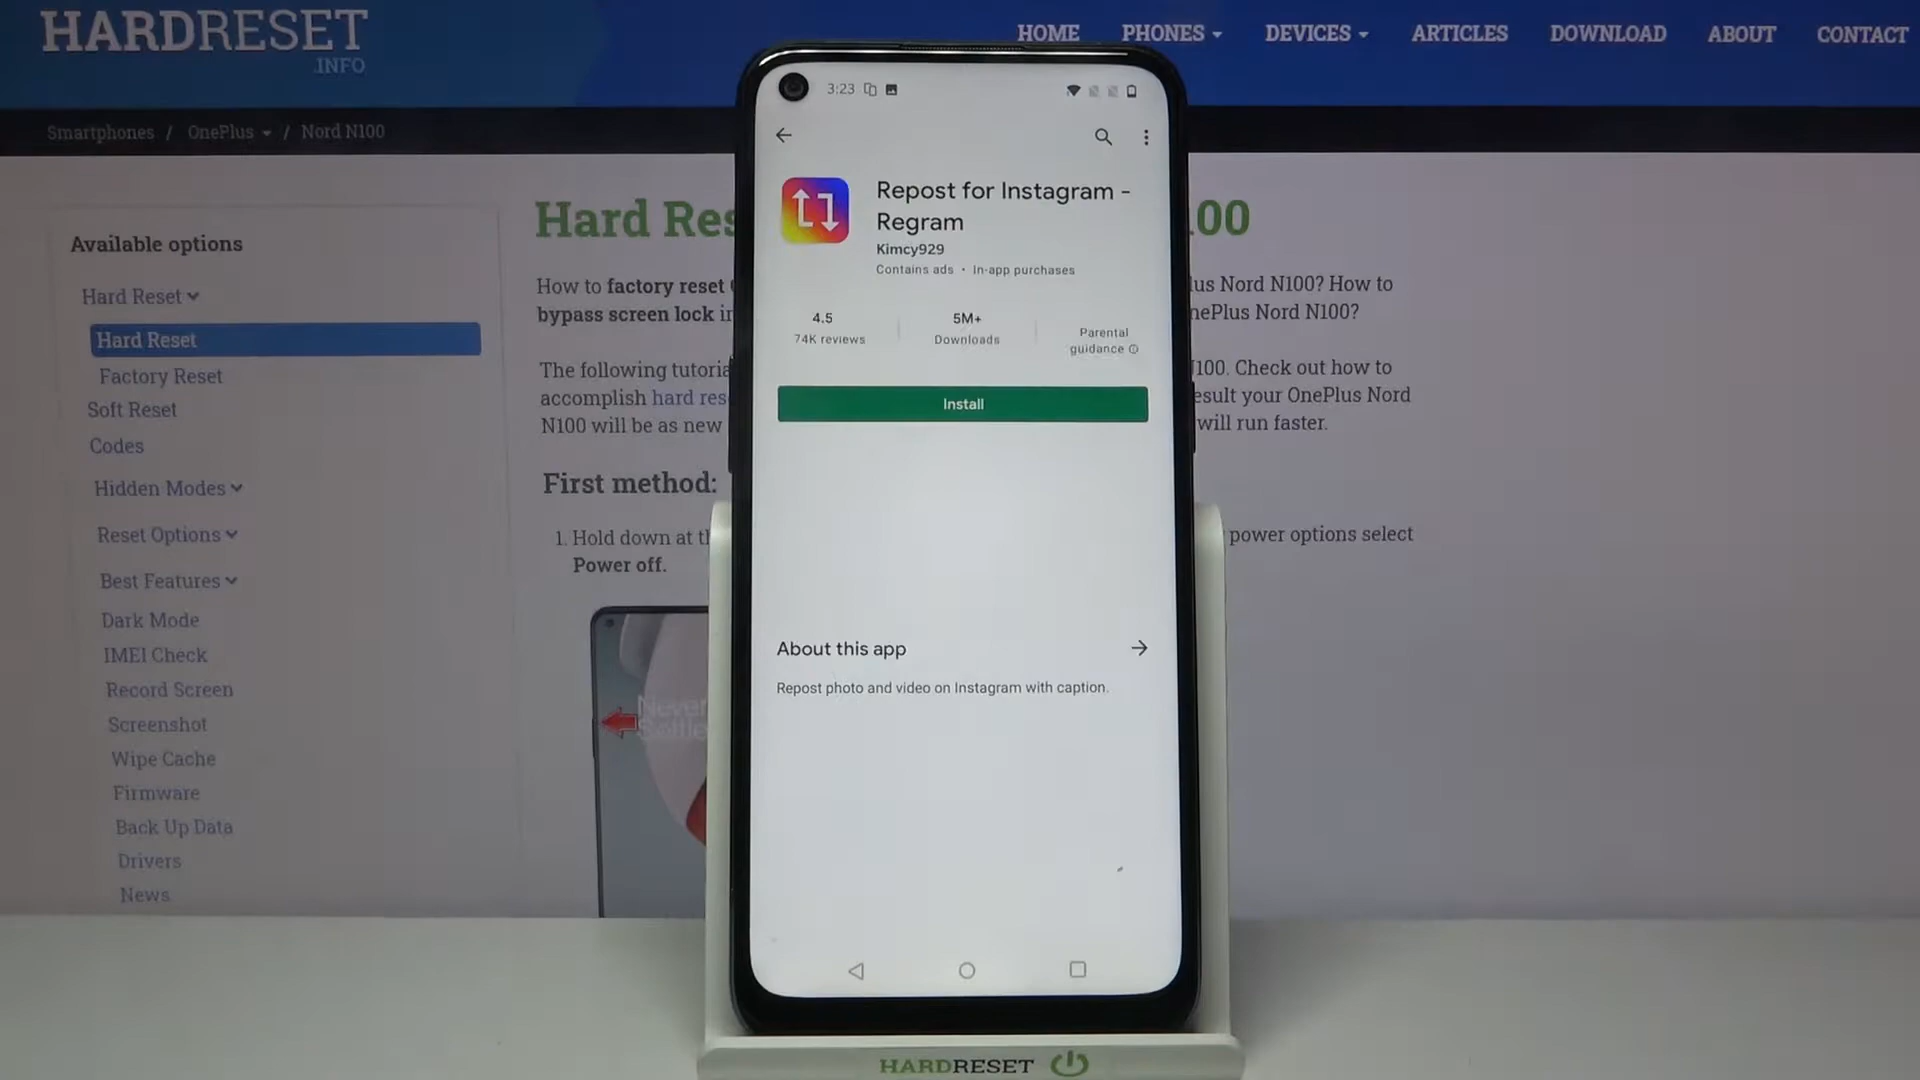 HARDRESET
.INFO
HOME PHONES DEVICES ARTICLES DOWNLOAD ABOUT CONTACT
Smartphones / OnePlus / Nord N100
Available options
Hard Reset
Hard Reset
Factory Reset
Soft Reset
Codes
Hidden Modes
Reset Options
Best Features
Dark Mode
IMEI Check
Record Screen
Screenshot
Wipe Cache
Firmware
Back Up Data
Drivers
News
Hard Res
00
How to factory reset
bypass screen lock
lus Nord N100? How to
nePlus Nord N100?
The following tutoria
accomplish hard res
N100 will be as new
100. Check out how to
esult your OnePlus Nord
will run faster.
First method:
1. Hold down at th
Power off.
power options select
Never
Settle
3:23
Repost for Instagram -
Regram
Kimcy929
Contains ads • In-app purchases
4.5
74K reviews
5M+
Downloads
Parental
guidance
Install
About this app
Repost photo and video on Instagram with caption.
HARDRESET